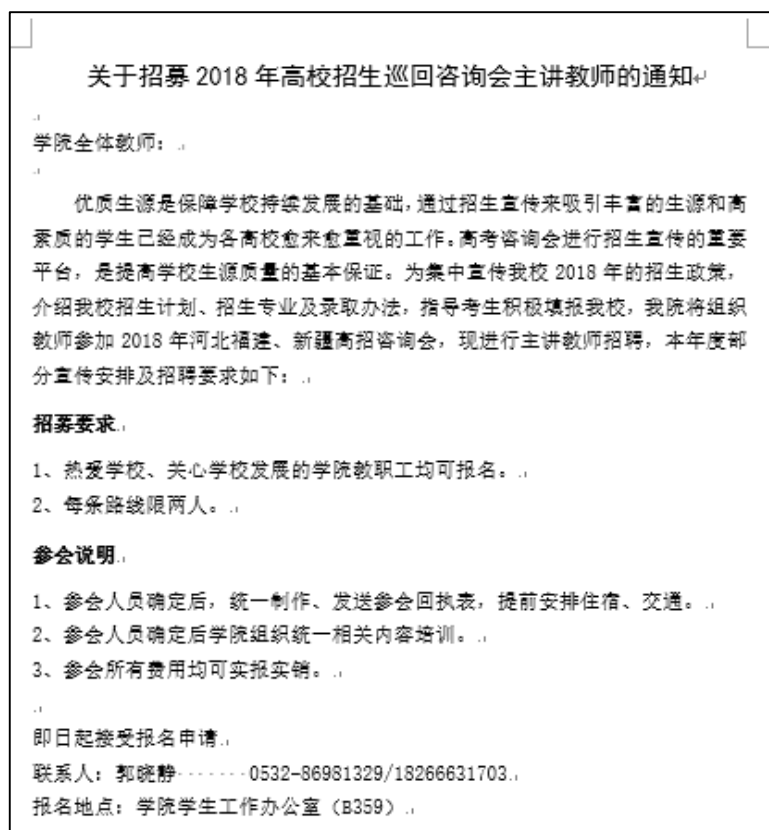 关于招募 2018 年高校招生巡回咨询会主讲教师的通知
学院全体教师：
优质生源是保障学校持续发展的基础，通过招生宣传来吸引丰富的生源和高
素质的学生已经成为各高校愈来愈重视的工作。高考咨询会进行招生宣传的重要
平台，是提高学校生源质量的基本保证。为集中宣传我校 2018 年的招生政策，
介绍我校招生计划、招生专业及录取办法，指导考生积极填报我校，我院将组织
教师参加 2018 年河北福建、新疆高招咨询会，现进行主讲教师招聘，本年度部
分宣传安排及招聘要求如下：
招募要求
1、热爱学校、关心学校发展的学院教职工均可报名。
2、每条路线限两人。
参会说明
1、参会人员确定后，统一制作、发送参会回执表，提前安排住宿、交通。
2、参会人员确定后学院组织统一相关内容培训。
3、参会所有费用均可实报实销。
即日起接受报名申请
联系人：郭晓静·······0532-86981329/18266631703
报名地点：学院学生工作办公室（B359）